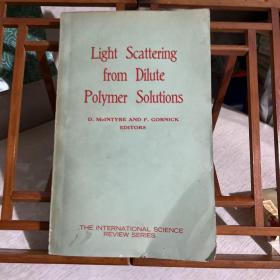 Light Scattering
from Dilute
Polymer Solutions
D. McINTYRE AND F. GORNICK
EDITORS
THE INTERNATIONAL SCIENCE
REVIEW SERIES